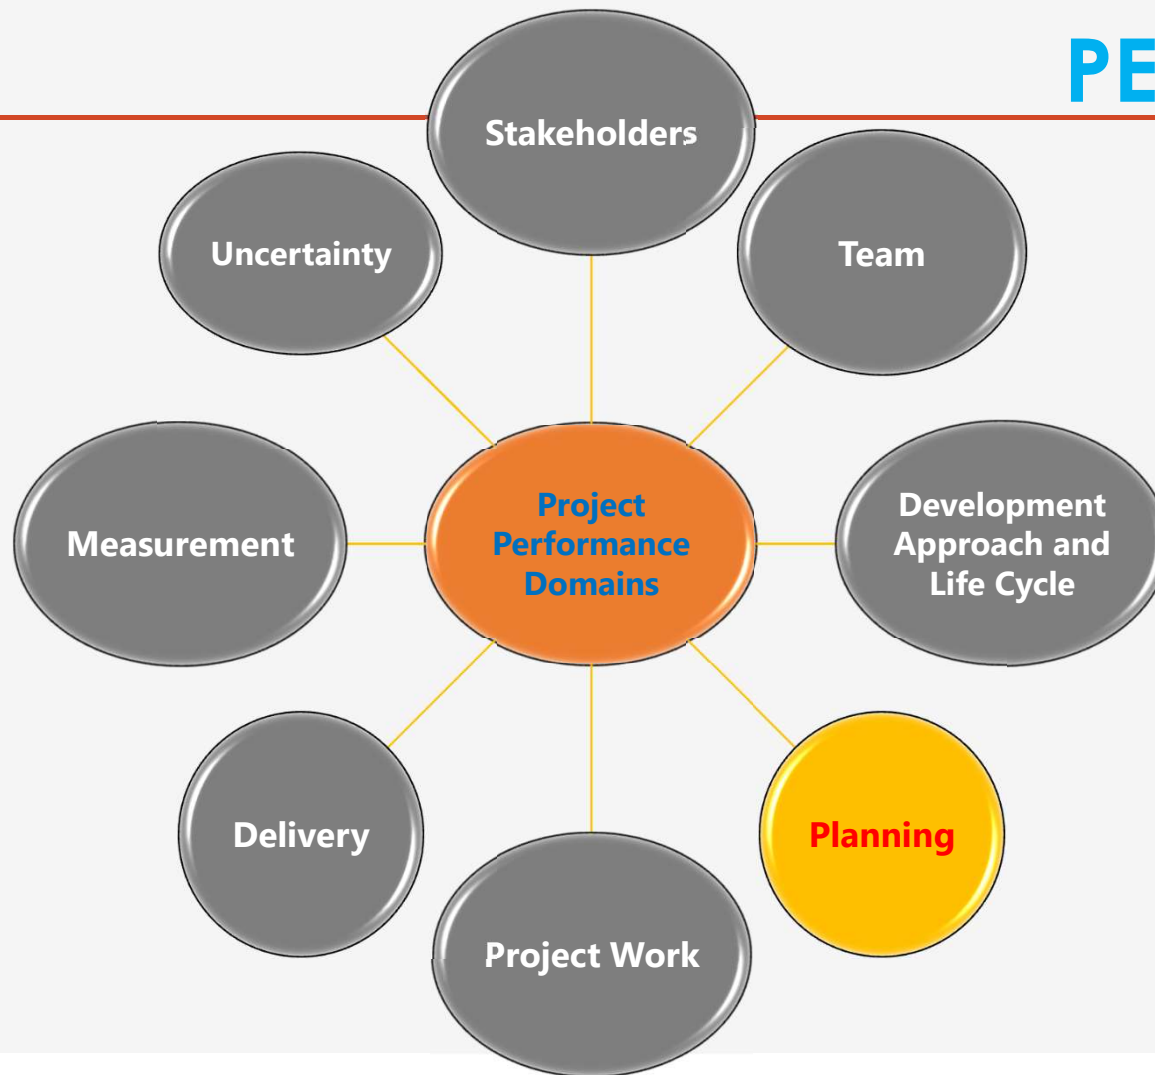 PE
Stakeholders
Uncertainty
Team
Measurement
Project
Performance
Domains
Development
Approach and
Life Cycle
Delivery
Planning
Project Work